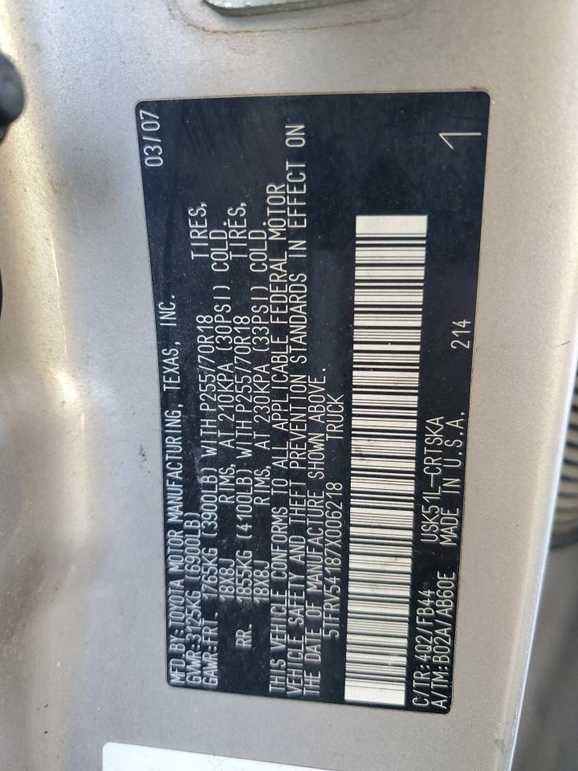 MFD. BY: TOYOTA MOTOR MANUFACTURING, TEXAS, INC. 03/07
GVWR: 3125KG (6900LB)
GAWR: FRT. 1765KG (3900LB) WITH P255/70R18 TIRES,
18X8J RIMS, AT 210KPA (30PSI) COLD.
RR. 1855KG (4100LB) WITH P255/70R18 TIRES,
18X8J RIMS, AT 230KPA (33PSI) COLD.
THIS VEHICLE CONFORMS TO ALL APPLICABLE FEDERAL MOTOR
VEHICLE SAFETY AND THEFT PREVENTION STANDARDS IN EFFECT ON
THE DATE OF MANUFACTURE SHOWN ABOVE.
5TFRV54187X006218 TRUCK
C/TR:4Q2/FB44 USK51L-CRTSKA 214
A/TM:B02A/AB60E MADE IN U.S.A. 1